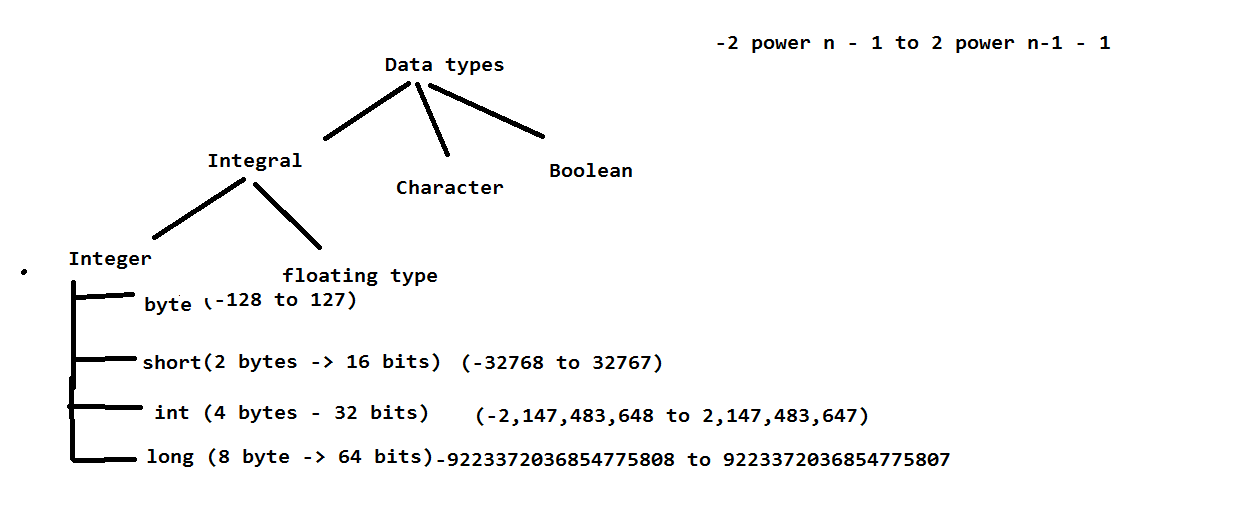 -2 power n - 1 to 2 power n-1 - 1
Data types
Integral
Character
Boolean
Integer
floating type
byte (-128 to 127)
short(2 bytes -> 16 bits) (-32768 to 32767)
int (4 bytes - 32 bits) (-2,147,483,648 to 2,147,483,647)
long (8 byte -> 64 bits)-9223372036854775808 to 9223372036854775807